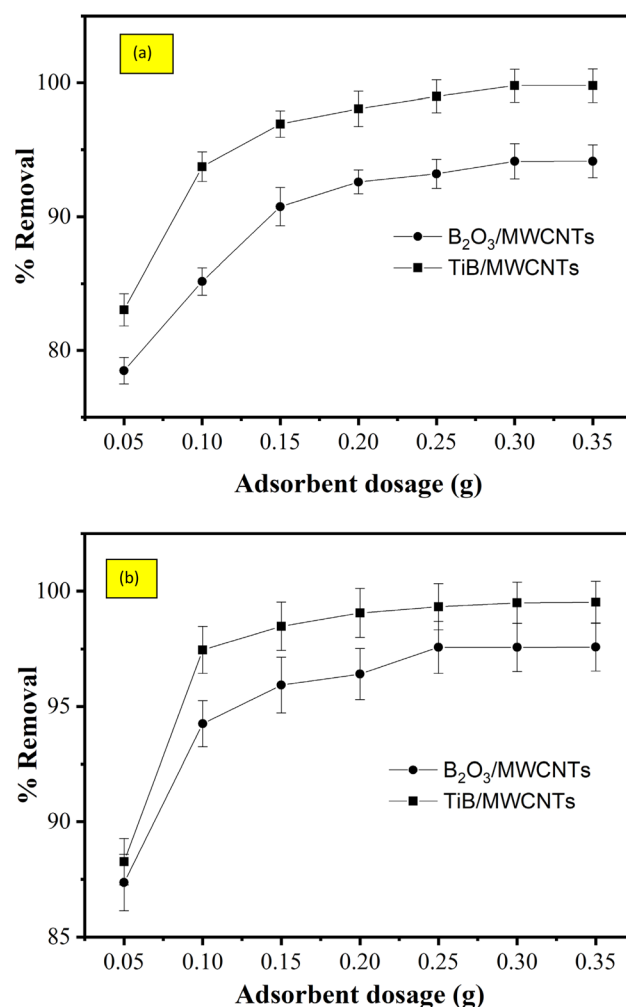 (a)
100
90
80
% Removal
B₂O₃/MWCNTs
TiB/MWCNTs
0.05 0.10 0.15 0.20 0.25 0.30 0.35
Adsorbent dosage (g)
(b)
100
95
90
85
% Removal
B₂O₃/MWCNTs
TiB/MWCNTs
0.05 0.10 0.15 0.20 0.25 0.30 0.35
Adsorbent dosage (g)